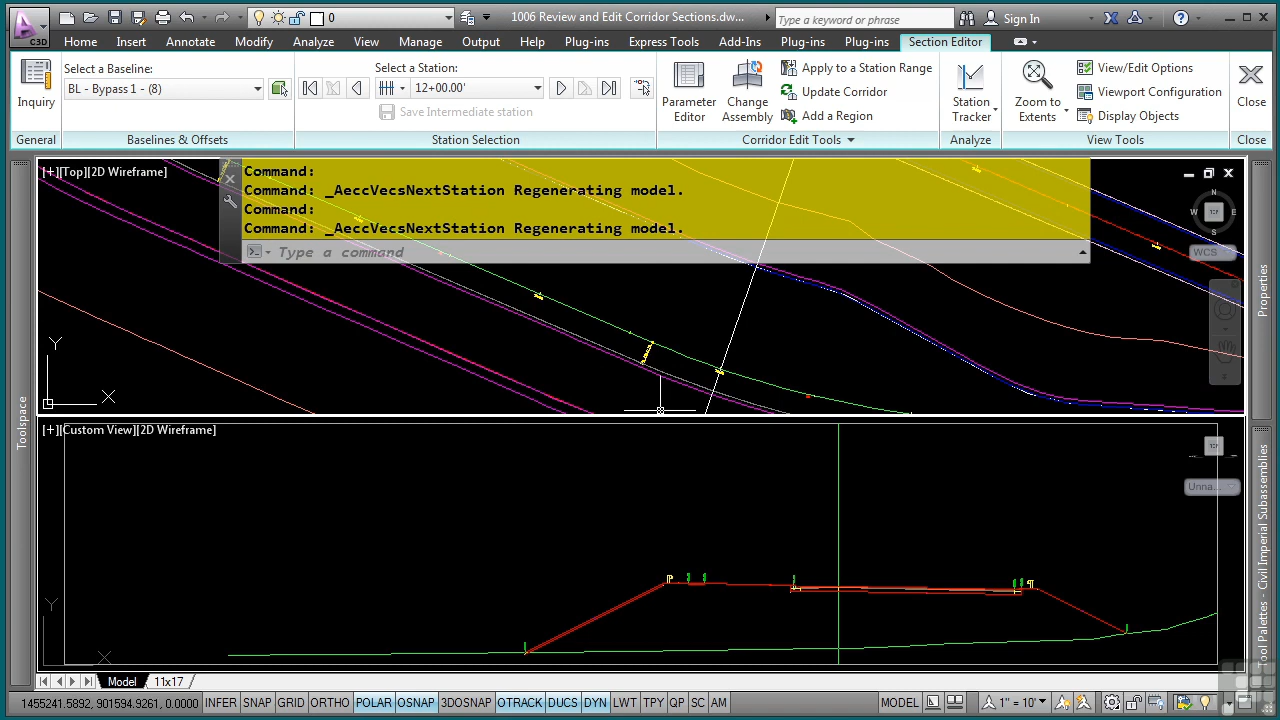 1006 Review and Edit Corridor Sections.dw...
Type a keyword or phrase
Sign In
0
C3D
Home Insert Annotate Modify Analyze View Manage Output Help Plug-ins Express Tools Add-Ins Plug-ins Plug-ins Section Editor
Inquiry
Select a Baseline:
BL - Bypass 1 - (8)
Select a Station:
12+00.00'
Save Intermediate station
Parameter Editor
Change Assembly
Apply to a Station Range
Update Corridor
Add a Region
Station Tracker
Zoom to Extents
View/Edit Options
Viewport Configuration
Display Objects
Close
General
Baselines & Offsets
Station Selection
Corridor Edit Tools
Analyze
View Tools
Close
[+][Top][2D Wireframe]
Command:
Command: _AeccVecsNextStation Regenerating model.
Command:
Command: _AeccVecsNextStation Regenerating model.
Type a command
N
W TOP E
S
WCS
Y
X
Toolspace
Properties
Tool Palettes - Civil Imperial Subassemblies
[+][Custom View][2D Wireframe]
TOP
Unna...
Y
X
Model 11x17
1455241.5892, 901594.9261, 0.0000 INFER SNAP GRID ORTHO POLAR OSNAP 3DOSNAP OTRACK DUCS DYN LWT TPY QP SC AM MODEL 1" = 10'